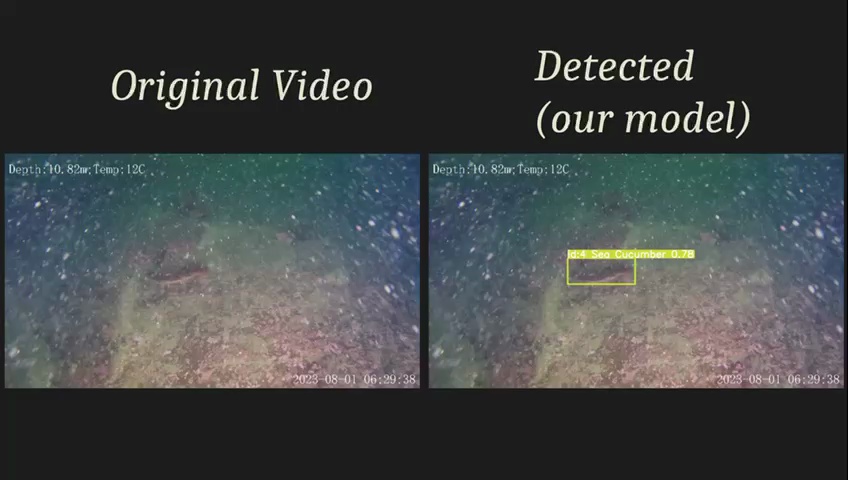 Original Video
Detected
(our model)
Depth:10.82m;Temp:12C
2023-08-01 06:29:38
Depth:10.82m;Temp:12C
id:4 Sea Cucumber 0.78
2023-08-01 06:29:38